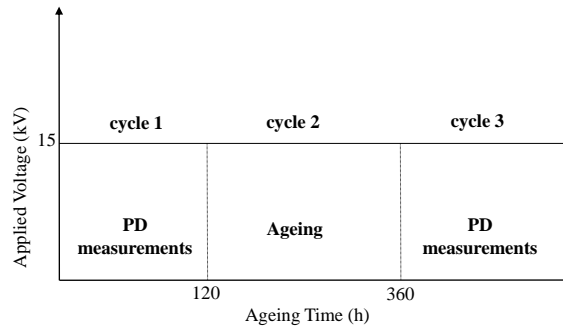 Applied Voltage (kV)
cycle 1
cycle 2
cycle 3
15
PD
measurements
Ageing
PD
measurements
120
360
Ageing Time (h)